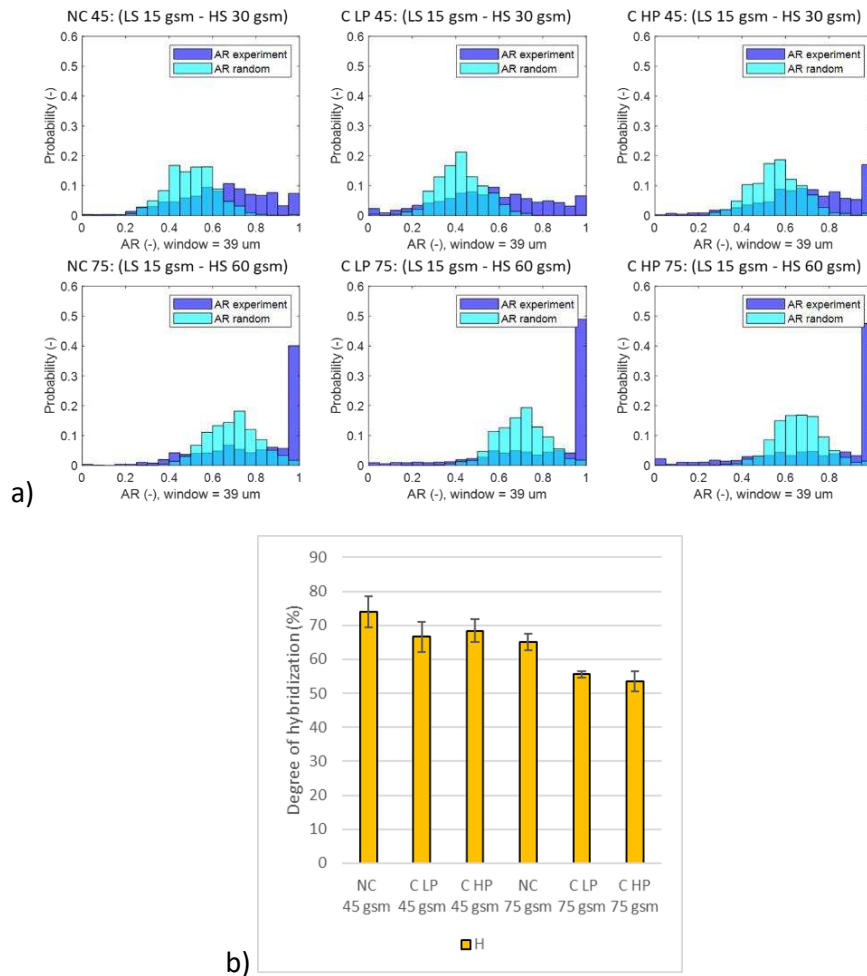 NC 45: (LS 15 gsm - HS 30 gsm)
AR experiment
AR random
Probability (-)
0.6
0.5
0.4
0.3
0.2
0.1
0
0 0.2 0.4 0.6 0.8 1
AR (-), window = 39 um
C LP 45: (LS 15 gsm - HS 30 gsm)
AR experiment
AR random
Probability (-)
0.6
0.5
0.4
0.3
0.2
0.1
0
0 0.2 0.4 0.6 0.8 1
AR (-), window = 39 um
C HP 45: (LS 15 gsm - HS 30 gsm)
AR experiment
AR random
Probability (-)
0.6
0.5
0.4
0.3
0.2
0.1
0
0 0.2 0.4 0.6 0.8
AR (-), window = 39 um
NC 75: (LS 15 gsm - HS 60 gsm)
AR experiment
AR random
Probability (-)
0.6
0.5
0.4
0.3
0.2
0.1
0
0 0.2 0.4 0.6 0.8 1
AR (-), window = 39 um
C LP 75: (LS 15 gsm - HS 60 gsm)
AR experiment
AR random
Probability (-)
0.6
0.5
0.4
0.3
0.2
0.1
0
0 0.2 0.4 0.6 0.8 1
AR (-), window = 39 um
C HP 75: (LS 15 gsm - HS 60 gsm)
AR experiment
AR random
Probability (-)
0.6
0.5
0.4
0.3
0.2
0.1
0
0 0.2 0.4 0.6 0.8
AR (-), window = 39 um
a)
Degree of hybridization (%)
90
80
70
60
50
40
30
20
10
0
NC C LP C HP NC C LP C HP
45 gsm 45 gsm 45 gsm 75 gsm 75 gsm 75 gsm
H
b)